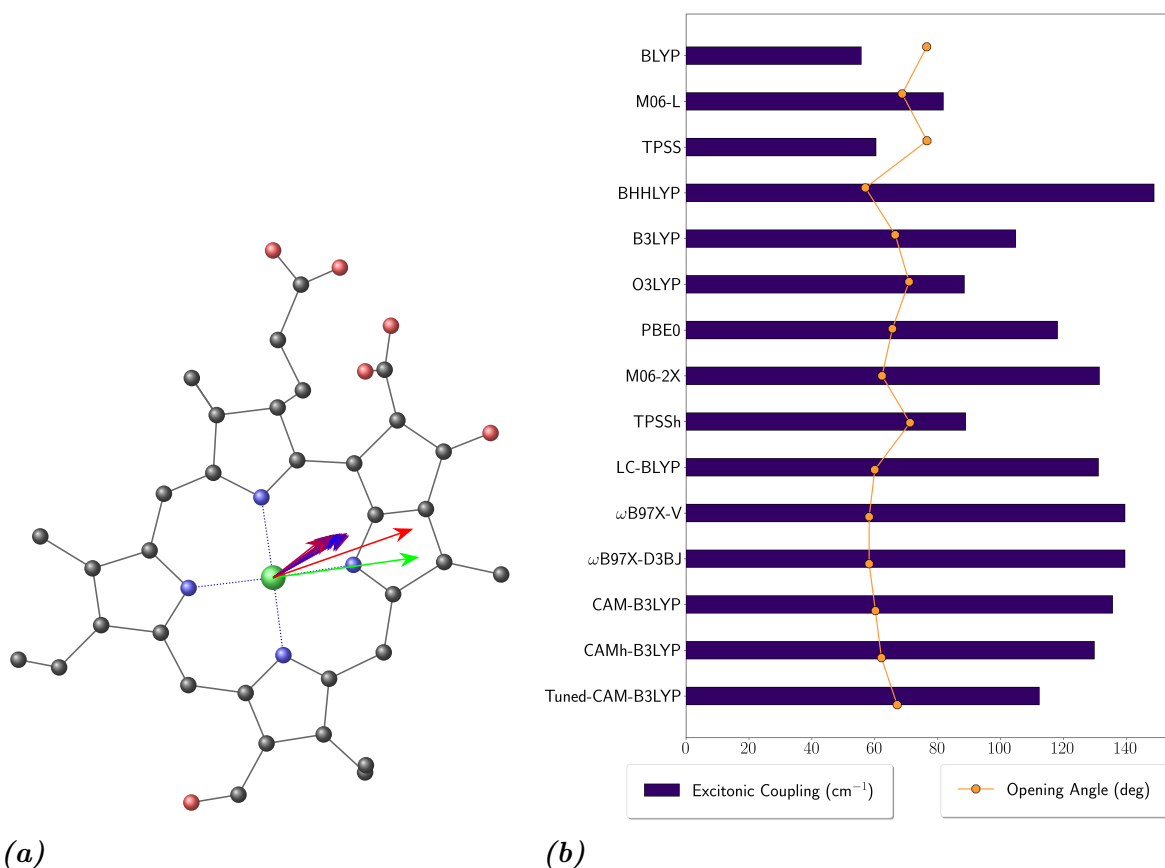 BLYP
M06-L
TPSS
BHHLYP
B3LYP
O3LYP
PBE0
M06-2X
TPSSh
LC-BLYP
ωB97X-V
ωB97X-D3BJ
CAM-B3LYP
CAMh-B3LYP
Tuned-CAM-B3LYP
0 20 40 60 80 100 120 140
Excitonic Coupling (cm⁻¹) Opening Angle (deg)
(a) (b)